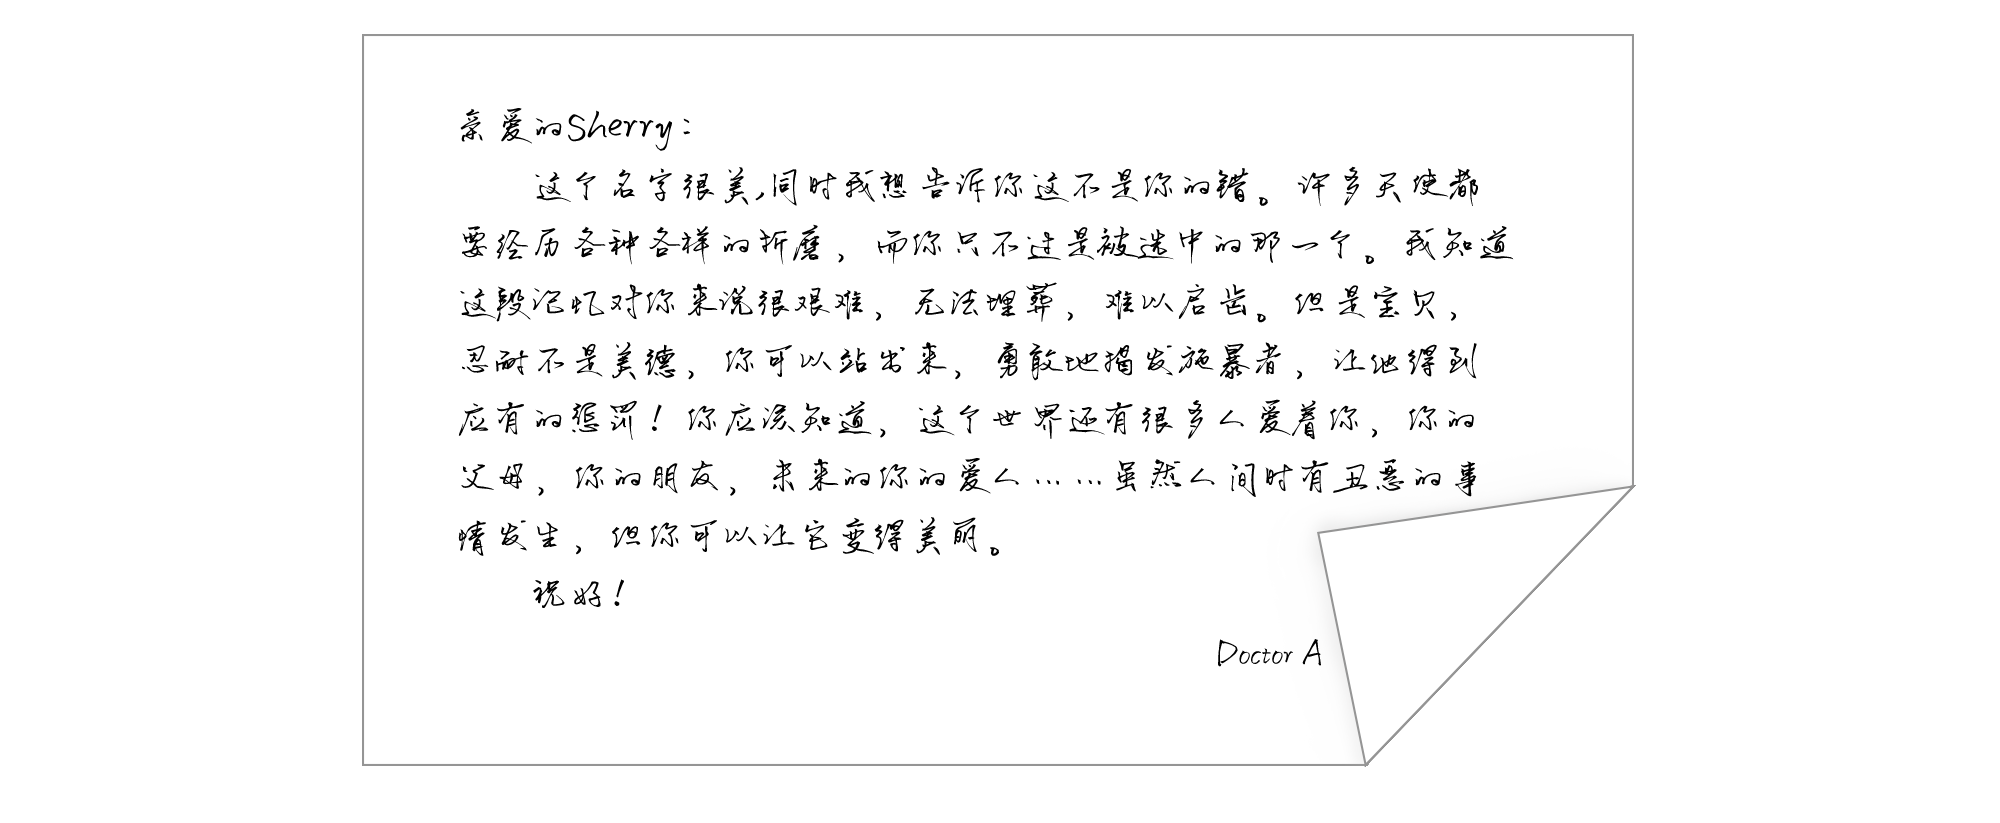 亲爱的Sherry：
这个名字很美,同时我想告诉你这不是你的错。许多天使都
要经历各种各样的折磨，而你只不过是被选中的那一个。我知道
这段记忆对你来说很艰难，无法埋葬，难以启齿。但是宝贝，
忍耐不是美德，你可以站出来，勇敢地揭发施暴者，让他得到
应有的惩罚！你应该知道，这个世界还有很多人爱着你，你的
父母，你的朋友，未来的你的爱人……虽然人间时有丑恶的事
情发生，但你可以让它变得美丽。
祝好！
Doctor A